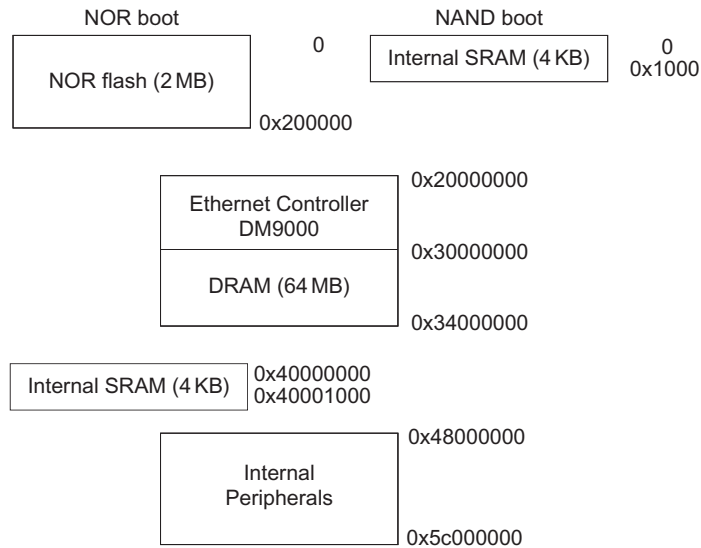 NOR boot
NAND boot
NOR flash (2 MB)
0
0x200000
Internal SRAM (4 KB)
0
0x1000
Ethernet Controller
DM9000
0x20000000
0x30000000
DRAM (64 MB)
0x34000000
Internal SRAM (4 KB)
0x40000000
0x40001000
0x48000000
Internal
Peripherals
0x5c000000